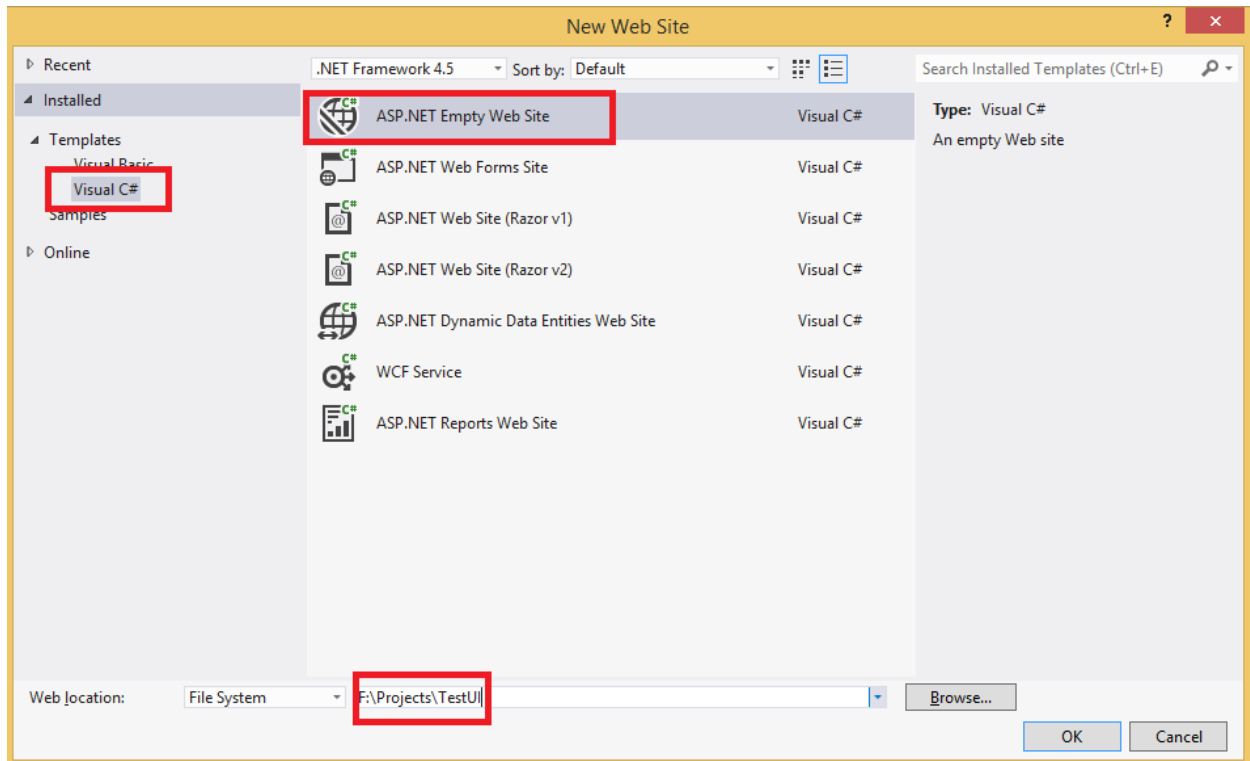 New Web Site
? ×
Recent
Installed
Templates
Visual Basic
Visual C#
Samples
Online
.NET Framework 4.5 Sort by: Default
ASP.NET Empty Web Site Visual C#
ASP.NET Web Forms Site Visual C#
ASP.NET Web Site (Razor v1) Visual C#
ASP.NET Web Site (Razor v2) Visual C#
ASP.NET Dynamic Data Entities Web Site Visual C#
WCF Service Visual C#
ASP.NET Reports Web Site Visual C#
Search Installed Templates (Ctrl+E)
Type: Visual C#
An empty Web site
Web location: File System F:\Projects\TestUI Browse...
OK Cancel